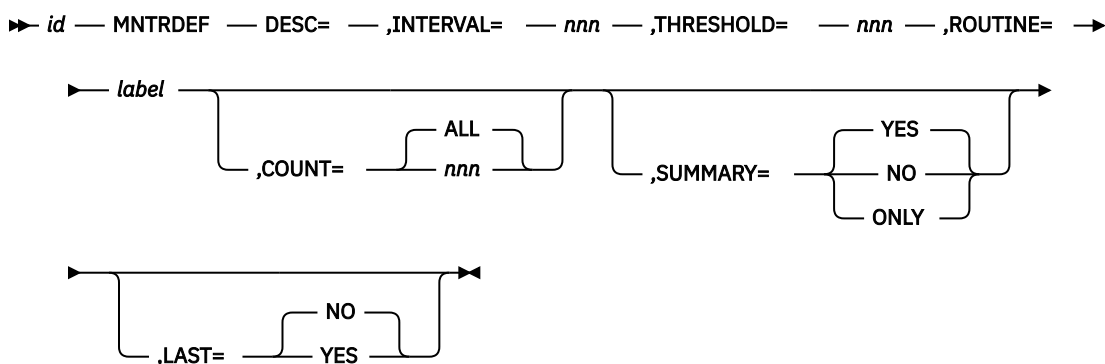 id MNTRDEF DESC= ,INTERVAL= nnn ,THRESHOLD= nnn ,ROUTINE=
label
,COUNT=
ALL
nnn
,SUMMARY=
YES
NO
ONLY
,LAST=
NO
YES